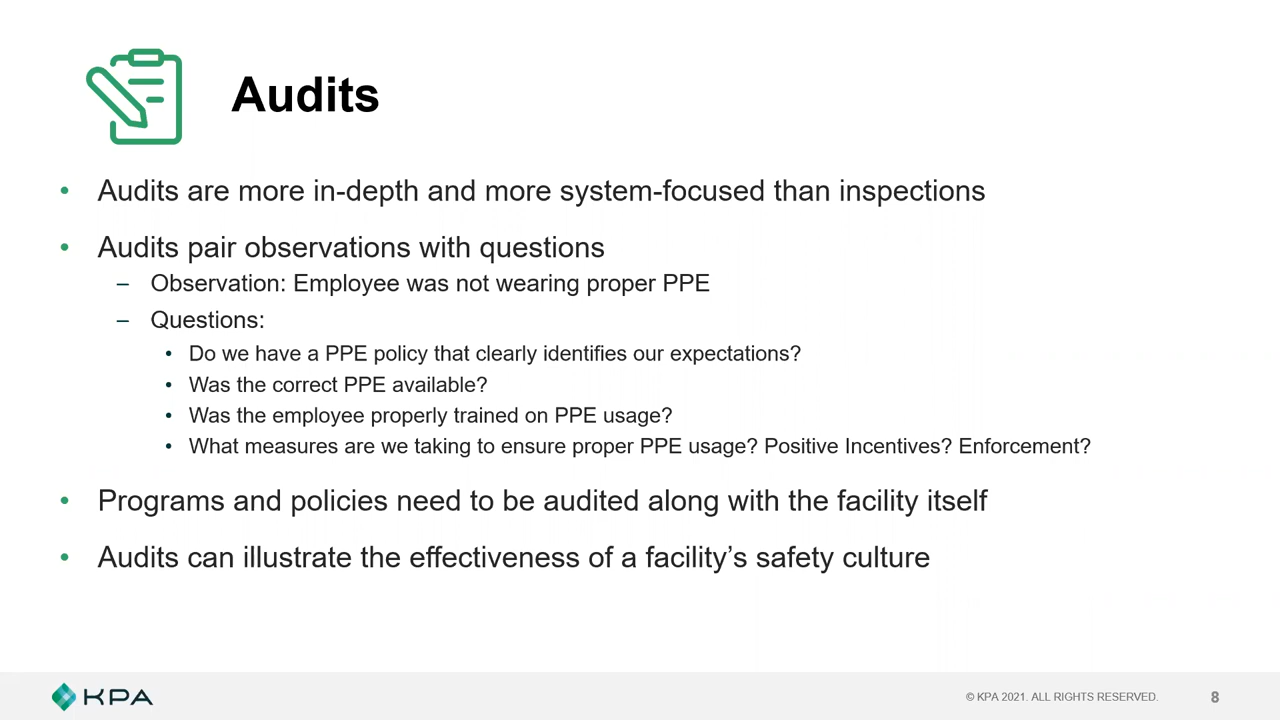 Audits
• Audits are more in-depth and more system-focused than inspections
• Audits pair observations with questions
– Observation: Employee was not wearing proper PPE
– Questions:
• Do we have a PPE policy that clearly identifies our expectations?
• Was the correct PPE available?
• Was the employee properly trained on PPE usage?
• What measures are we taking to ensure proper PPE usage? Positive Incentives? Enforcement?
• Programs and policies need to be audited along with the facility itself
• Audits can illustrate the effectiveness of a facility’s safety culture
KPA
© KPA 2021. ALL RIGHTS RESERVED.
8